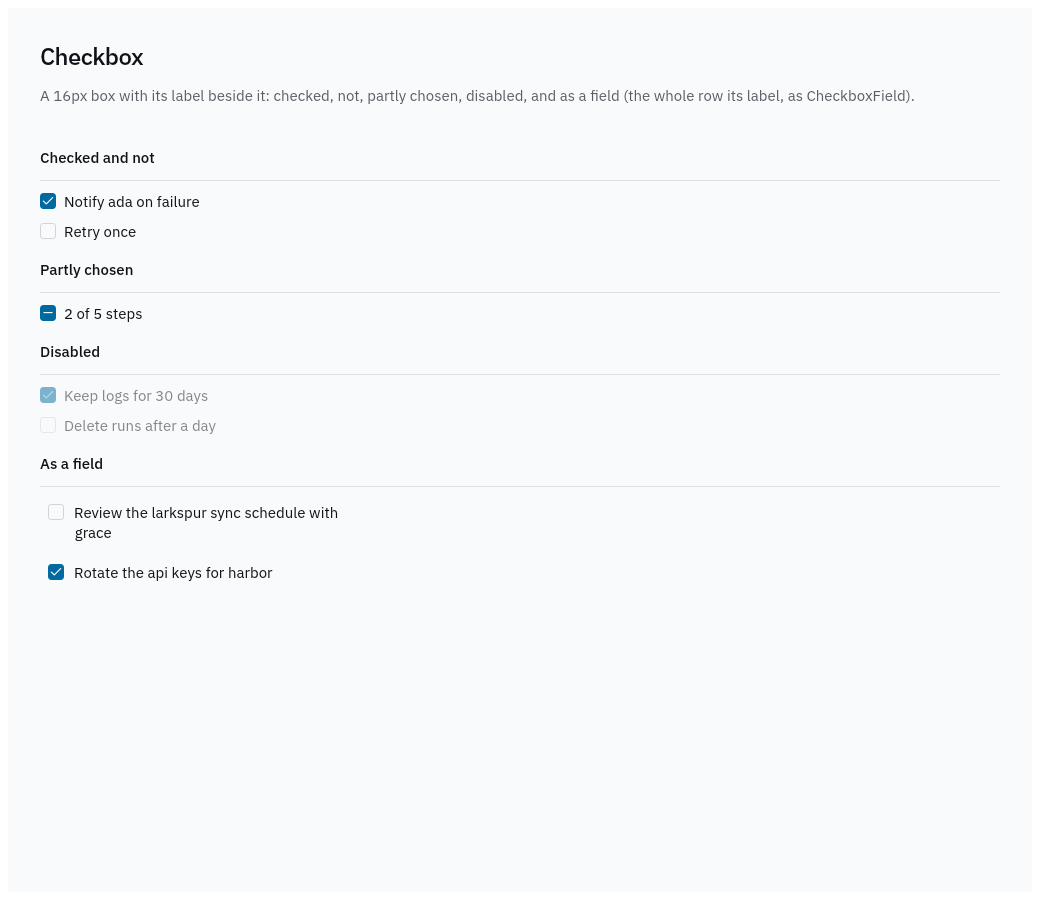 Checkbox
A 16px box with its label beside it: checked, not, partly chosen, disabled, and as a field (the whole row its label, as CheckboxField).
Checked and not
Notify ada on failure
Retry once
Partly chosen
2 of 5 steps
Disabled
Keep logs for 30 days
Delete runs after a day
As a field
Review the larkspur sync schedule with
grace
Rotate the api keys for harbor